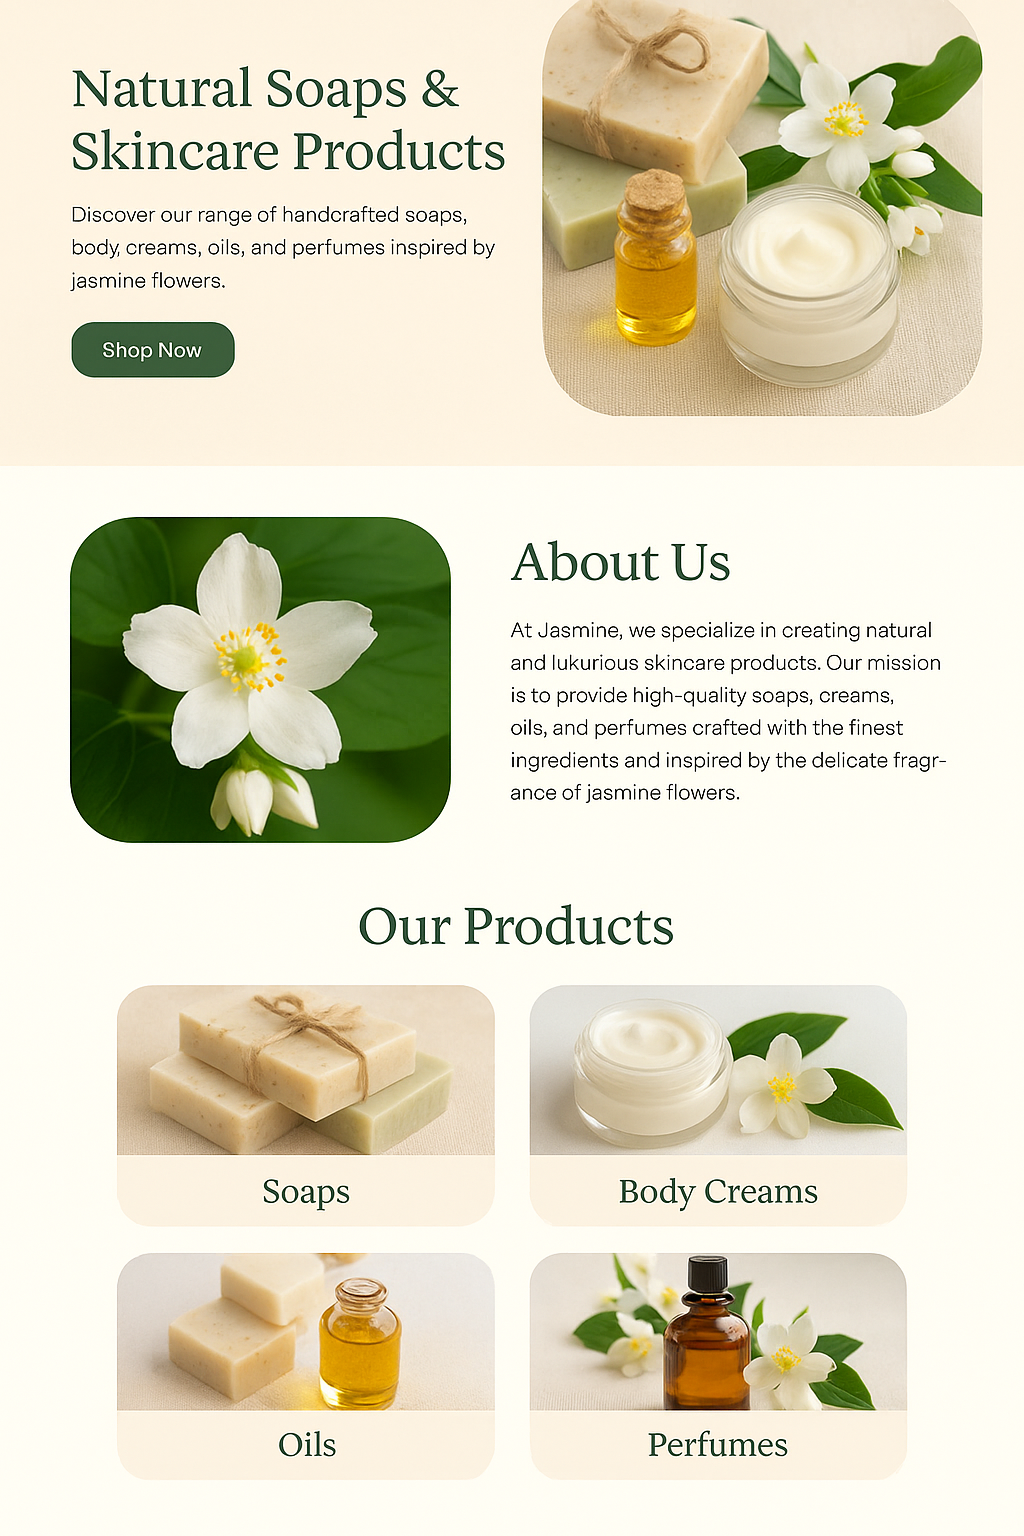 Natural Soaps &
Skincare Products
Discover our range of handcrafted soaps,
body, creams, oils, and perfumes inspired by
jasmine flowers.
Shop Now
About Us
At Jasmine, we specialize in creating natural
and lukurious skincare products. Our mission
is to provide high-quality soaps, creams,
oils, and perfumes crafted with the finest
ingredients and inspired by the delicate fragr-
ance of jasmine flowers.
Our Products
Soaps
Body Creams
Oils
Perfumes